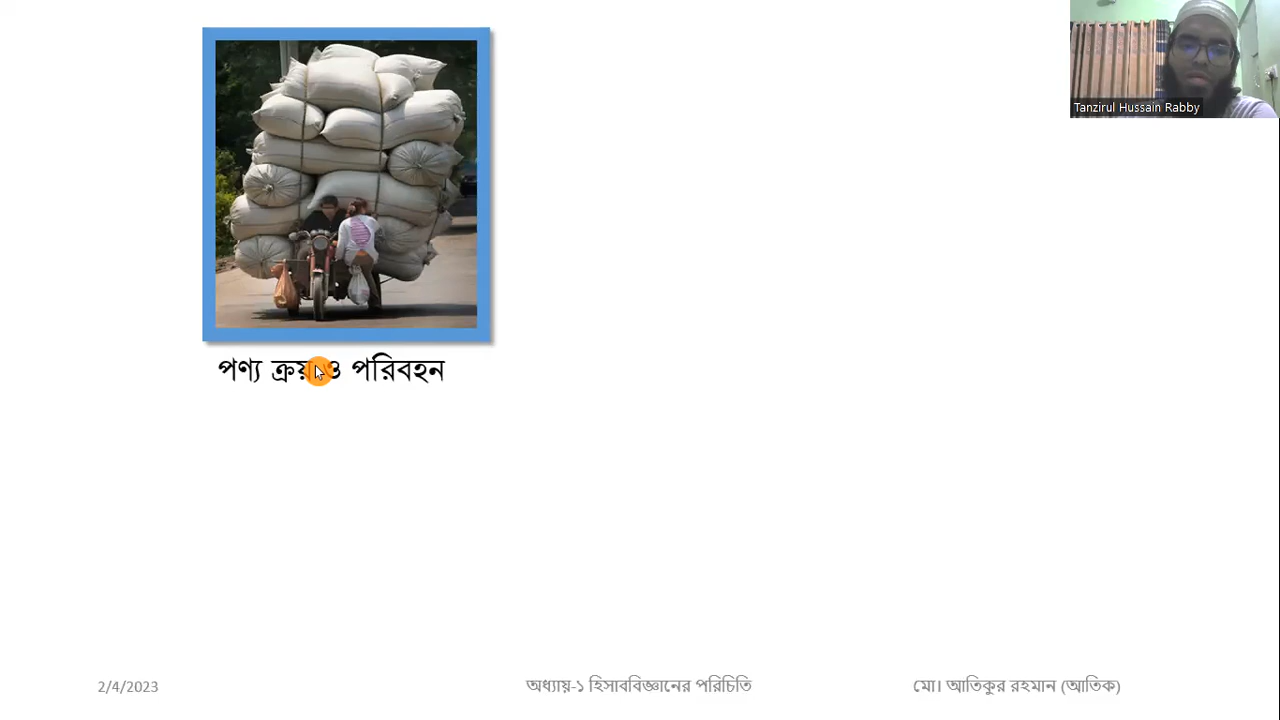 Tanzirul Hussain Rabby
পণ্য ক্রয় ও পরিবহন
2/4/2023
অধ্যায়-১ হিসাববিজ্ঞানের পরিচিতি
মো। আতিকুর রহমান (আতিক)